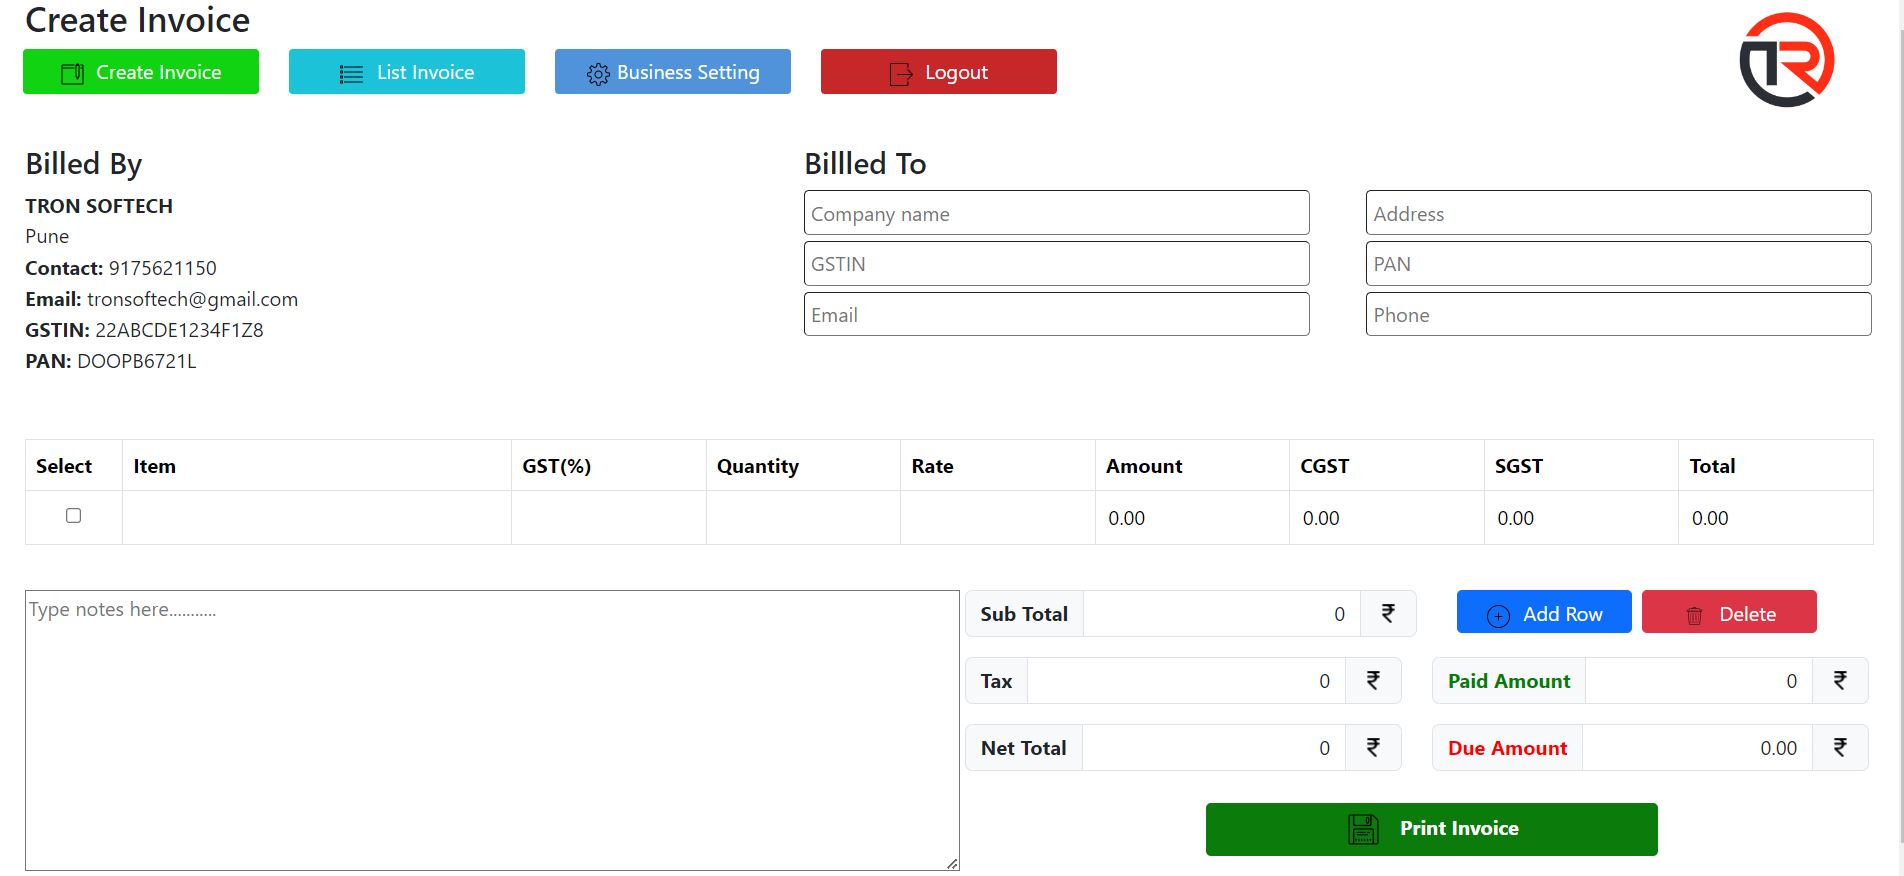 Create Invoice
Create Invoice List Invoice Business Setting Logout
TR
Billed By
TRON SOFTECH
Pune
Contact: 9175621150
Email: tronsoftech@gmail.com
GSTIN: 22ABCDE1234F1Z8
PAN: DOOPB6721L
Billled To
Company name Address
GSTIN PAN
Email Phone
Select Item GST(%) Quantity Rate Amount CGST SGST Total
0.00 0.00 0.00 0.00
Type notes here...........
Sub Total 0 ₹ Add Row Delete
Tax 0 ₹ Paid Amount 0 ₹
Net Total 0 ₹ Due Amount 0.00 ₹
Print Invoice